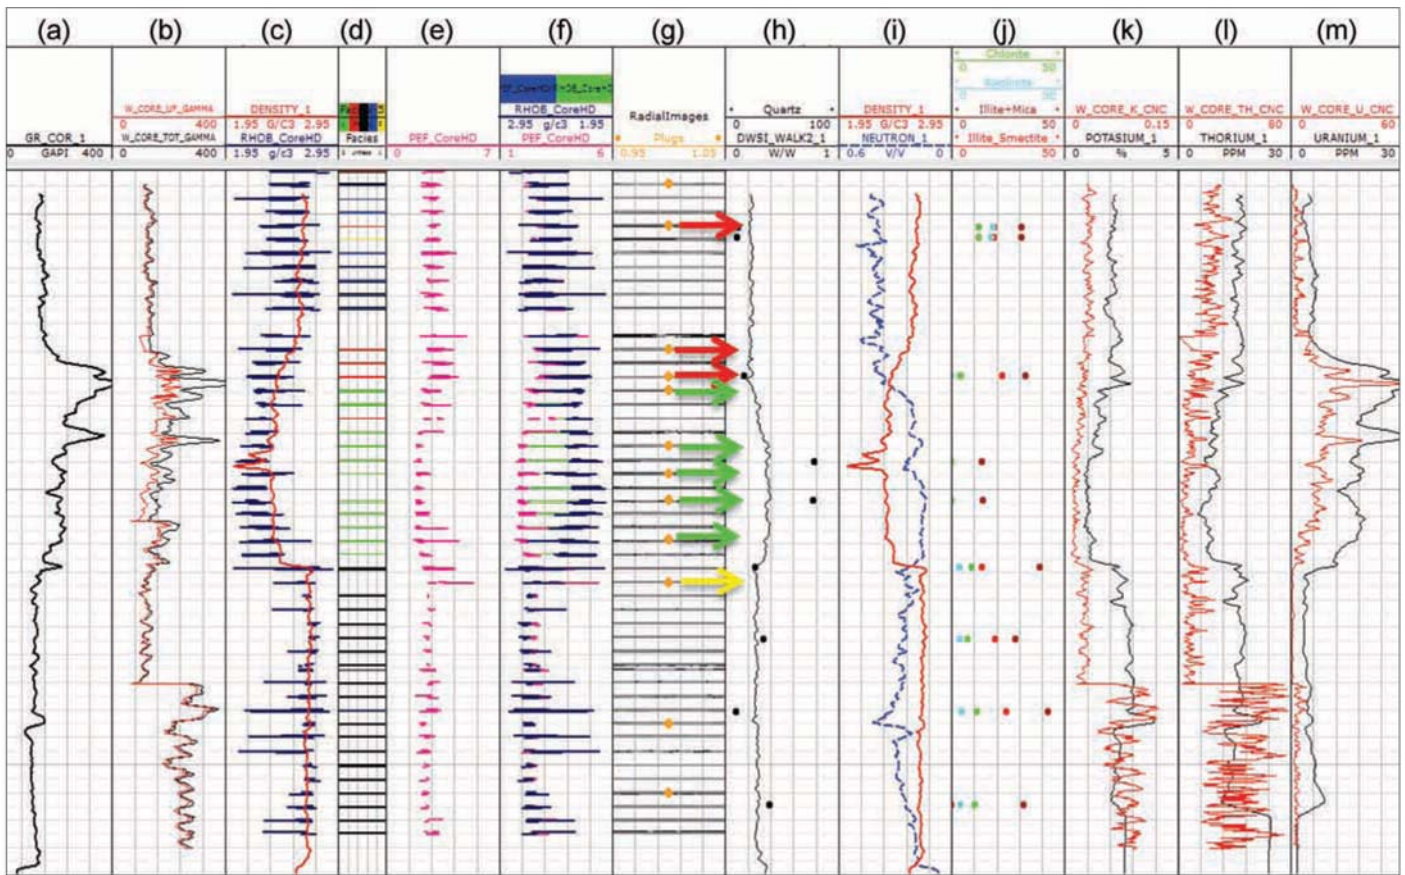 (a) (b) (c) (d) (e) (f) (g) (h) (i) (j) (k) (l) (m)
GR_COR_1
0 GAPI 400
W_CORE_UF_GAMMA
0 400
W_CORE_TOT_GAMMA
0 400
DENSITY_1
1.95 G/C3 2.95
RHOB_CoreHD
1.95 g/c3 2.95
Facies
PEF_CoreHD
0 7
RHOB_CoreHD
2.95 g/c3 1.95
PEF_CoreHD
1 6
RadialImages
Plugs
0.95 1.05
Quartz
0 100
DWSI_WALK2_1
0 W/W 1
DENSITY_1
1.95 G/C3 2.95
NEUTRON_1
0.6 V/V 0
Chlorite
0 50
Kaolinite
Illite+Mica
0 50
Illite_Smectite
0 50
W_CORE_K_CNC
0 0.15
POTASIUM_1
0 % 5
W_CORE_TH_CNC
0 80
THORIUM_1
0 PPM 30
W_CORE_U_CNC
0 60
URANIUM_1
0 PPM 30